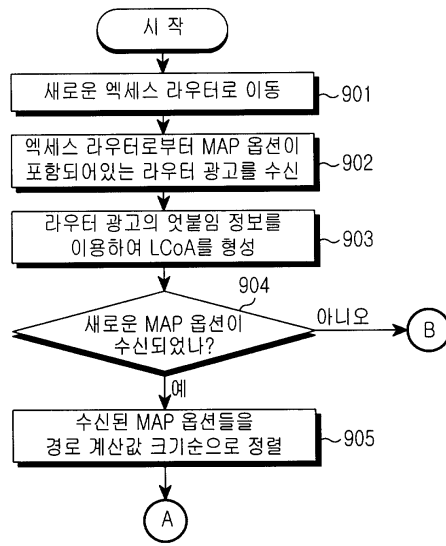 시 작
새로운 엑세스 라우터로 이동
901
엑세스 라우터로부터 MAP 옵션이
포함되어있는 라우터 광고를 수신
902
라우터 광고의 엇붙임 정보를
이용하여 LCoA를 형성
903
904
새로운 MAP 옵션이
수신되었나?
아니오
B
예
수신된 MAP 옵션들을
경로 계산값 크기순으로 정렬
905
A